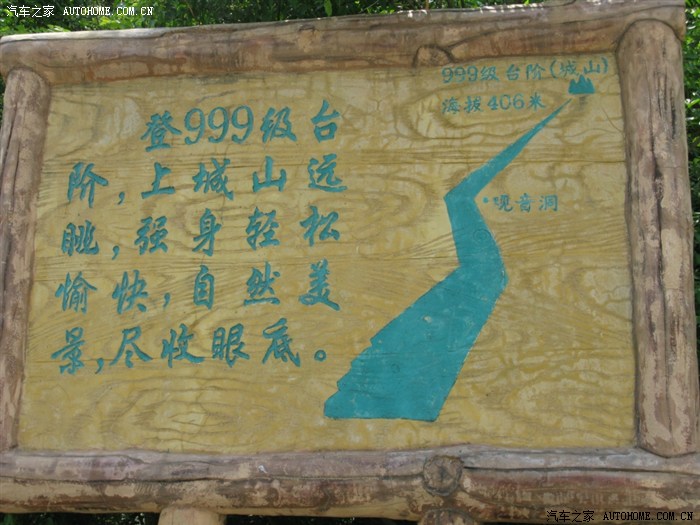 汽车之家 AUTOHOME.COM.CN
999级台阶(城山)
海拔406米
登999级台
阶,上城山远
眺,强身轻松
愉快,自然美
景,尽收眼底。
观音洞
汽车之家 AUTOHOME.COM.CN